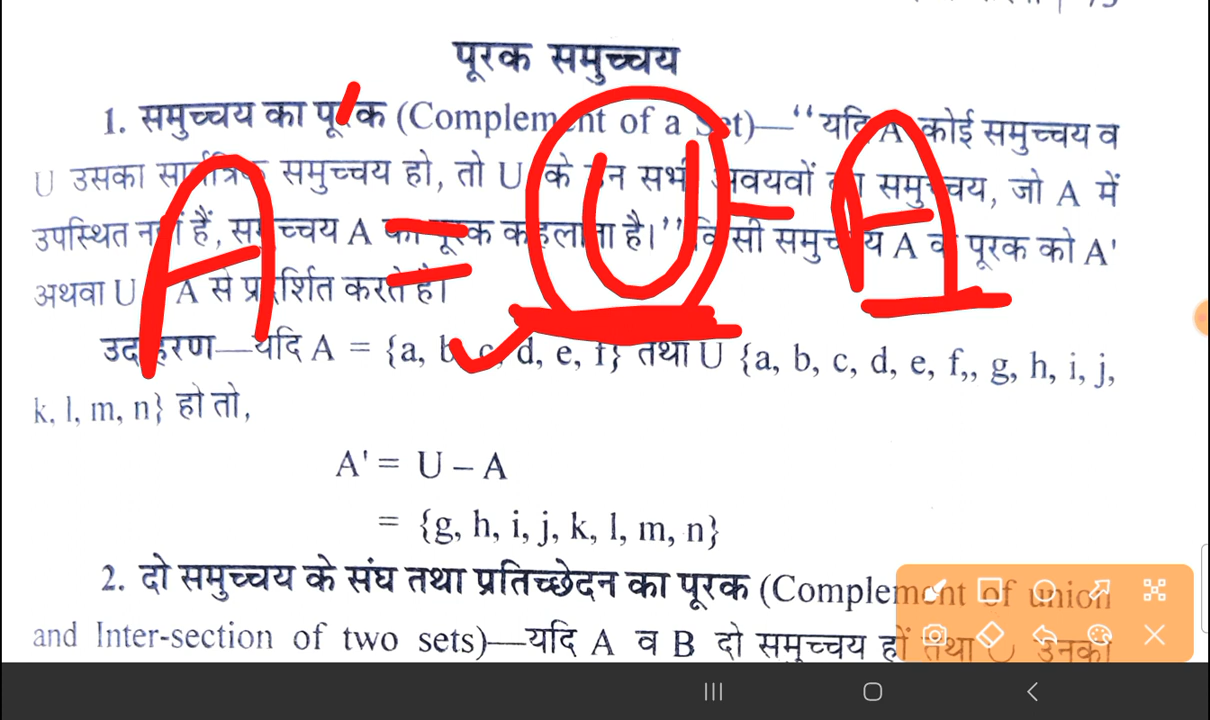 पूरक समुच्चय
1. समुच्चय का पूरक (Complement of a Set)—“यदि A कोई समुच्चय व
U उसका सार्वत्रिक समुच्चय हो, तो U के उन सभी अवयवों का समुच्चय, जो A में
उपस्थित नहीं हैं, समुच्चय A का पूरक कहलाता है।” किसी समुच्चय A के पूरक को A'
अथवा U – A से प्रदर्शित करते है।
A' = U - A
उदाहरण—यदि A = {a, b, c, d, e, f} तथा U {a, b, c, d, e, f,, g, h, i, j,
k, l, m, n} हो तो,
A' = U – A
= {g, h, i, j, k, l, m, n}
2. दो समुच्चय के संघ तथा प्रतिच्छेदन का पूरक (Complement of union
and Inter-section of two sets)—यदि A व B दो समुच्चय हों तथा U उनका